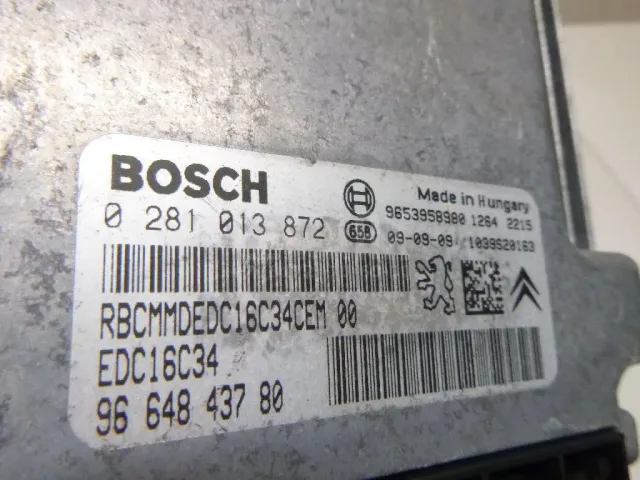 BOSCH
Made in Hungary
0 281 013 872
9653958980 1264 2215
65B
09-09-09 1039S20163
RBCMMDEDC16C34CEM 00
EDC16C34
96 648 437 80